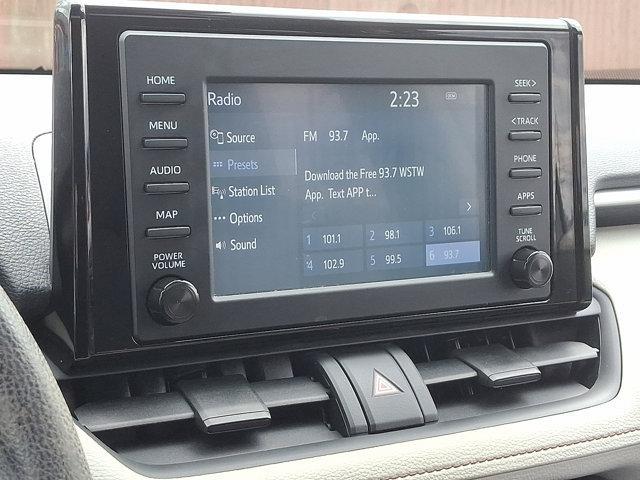 HOME
MENU
AUDIO
MAP
POWER
VOLUME
Radio 2:23
Source
Presets
Station List
Options
Sound
FM 93.7 App.
Download the Free 93.7 WSTW
App. Text APP t...
1 101.1 2 98.1 3 106.1
4 102.9 5 99.5 6 93.7
SEEK >
< TRACK
PHONE
APPS
TUNE
SCROLL